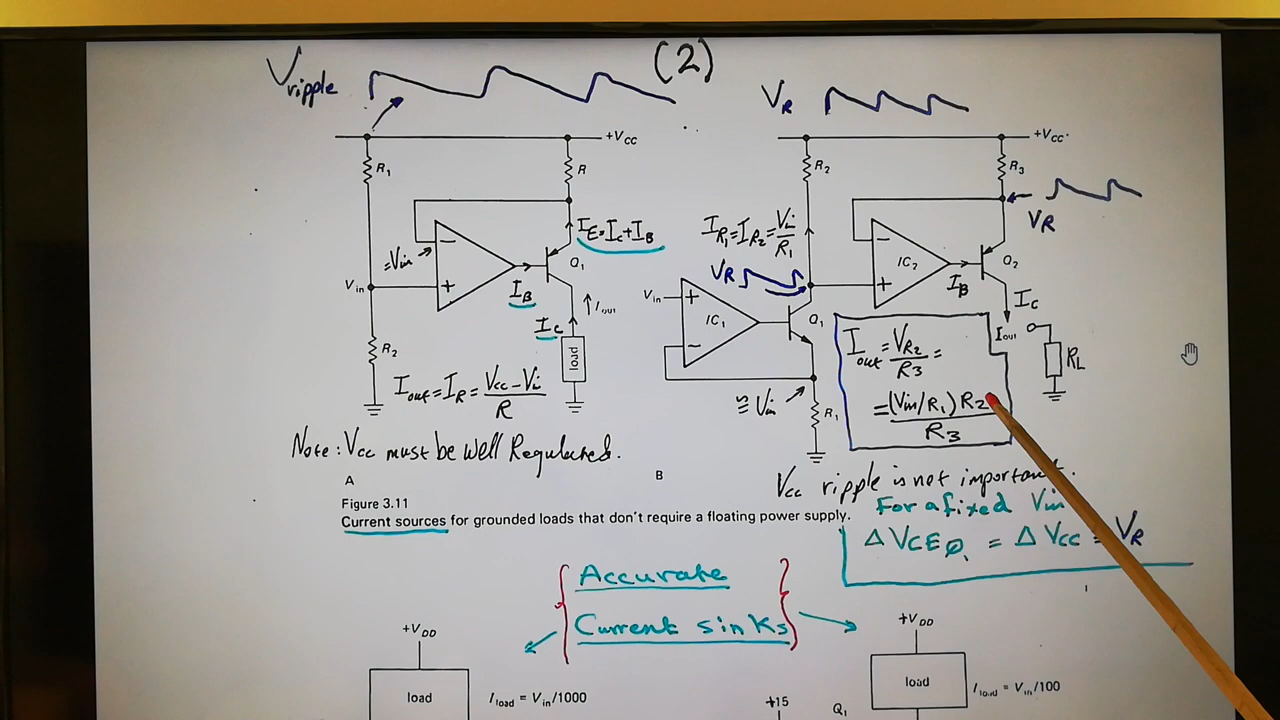 (2)
Vripple
VR
+VCC
+VCC
R1
R
R2
R3
VR
IE=IC+IB
IR1=IR2=Vi/R1
=Vin
−
+
Q1
VR
−
+
IC2
Q2
Vin
IB
IB
IC
Iout
Vin
+
−
IC1
Q1
Iout
IC
load
RL
R2
Iout=IR=VCC-Vi/R
≅ Vin
R1
Iout=VR2/R3=
=(Vin/R1)R2/R3
Note: Vcc must be well Regulated.
A
B
Vcc ripple is not important.
Figure 3.11
Current sources for grounded loads that don't require a floating power supply.
For a fixed Vin
ΔVCEQ1 = ΔVCC = VR
Accurate
Current sinks
+VDD
+VDD
load
Iload = Vin/1000
load
Iload = Vin/100
+15
Q1